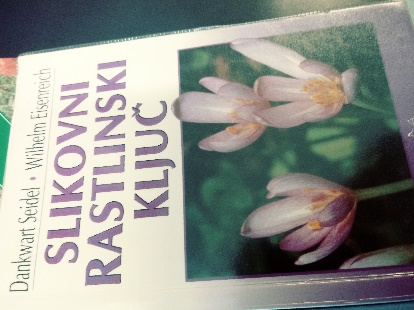 Dankwart Seidel • Wilhelm Eisenreich
SLIKOVNI
RASTLINSKI
KLJUČ